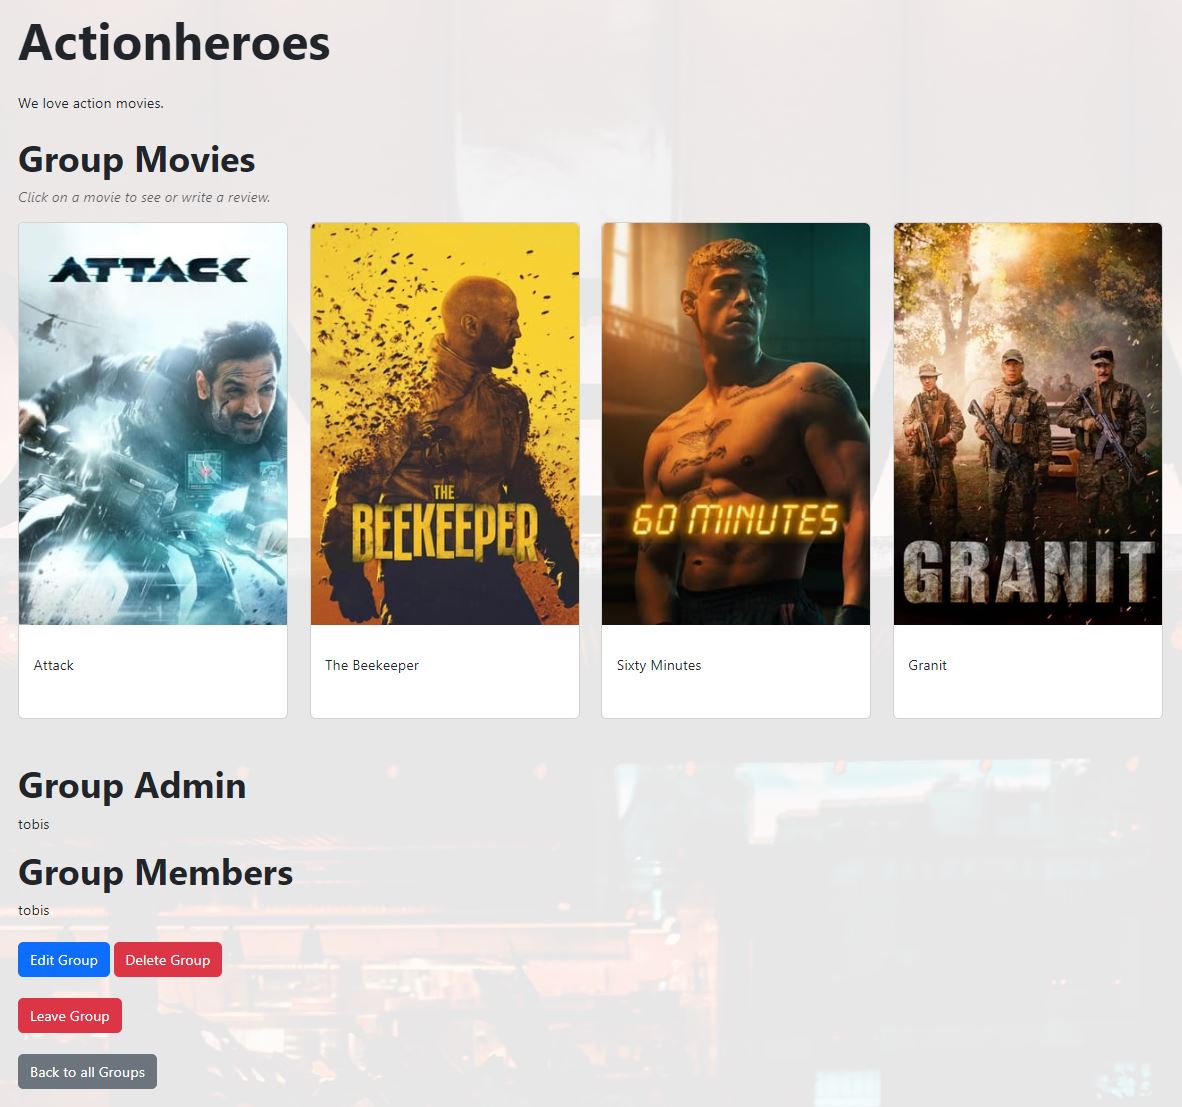 Actionheroes
We love action movies.
Group Movies
Click on a movie to see or write a review.
ATTACK
THE
BEEKEEPER
60 MINUTES
GRANIT
Attack
The Beekeeper
Sixty Minutes
Granit
Group Admin
tobis
Group Members
tobis
Edit Group
Delete Group
Leave Group
Back to all Groups